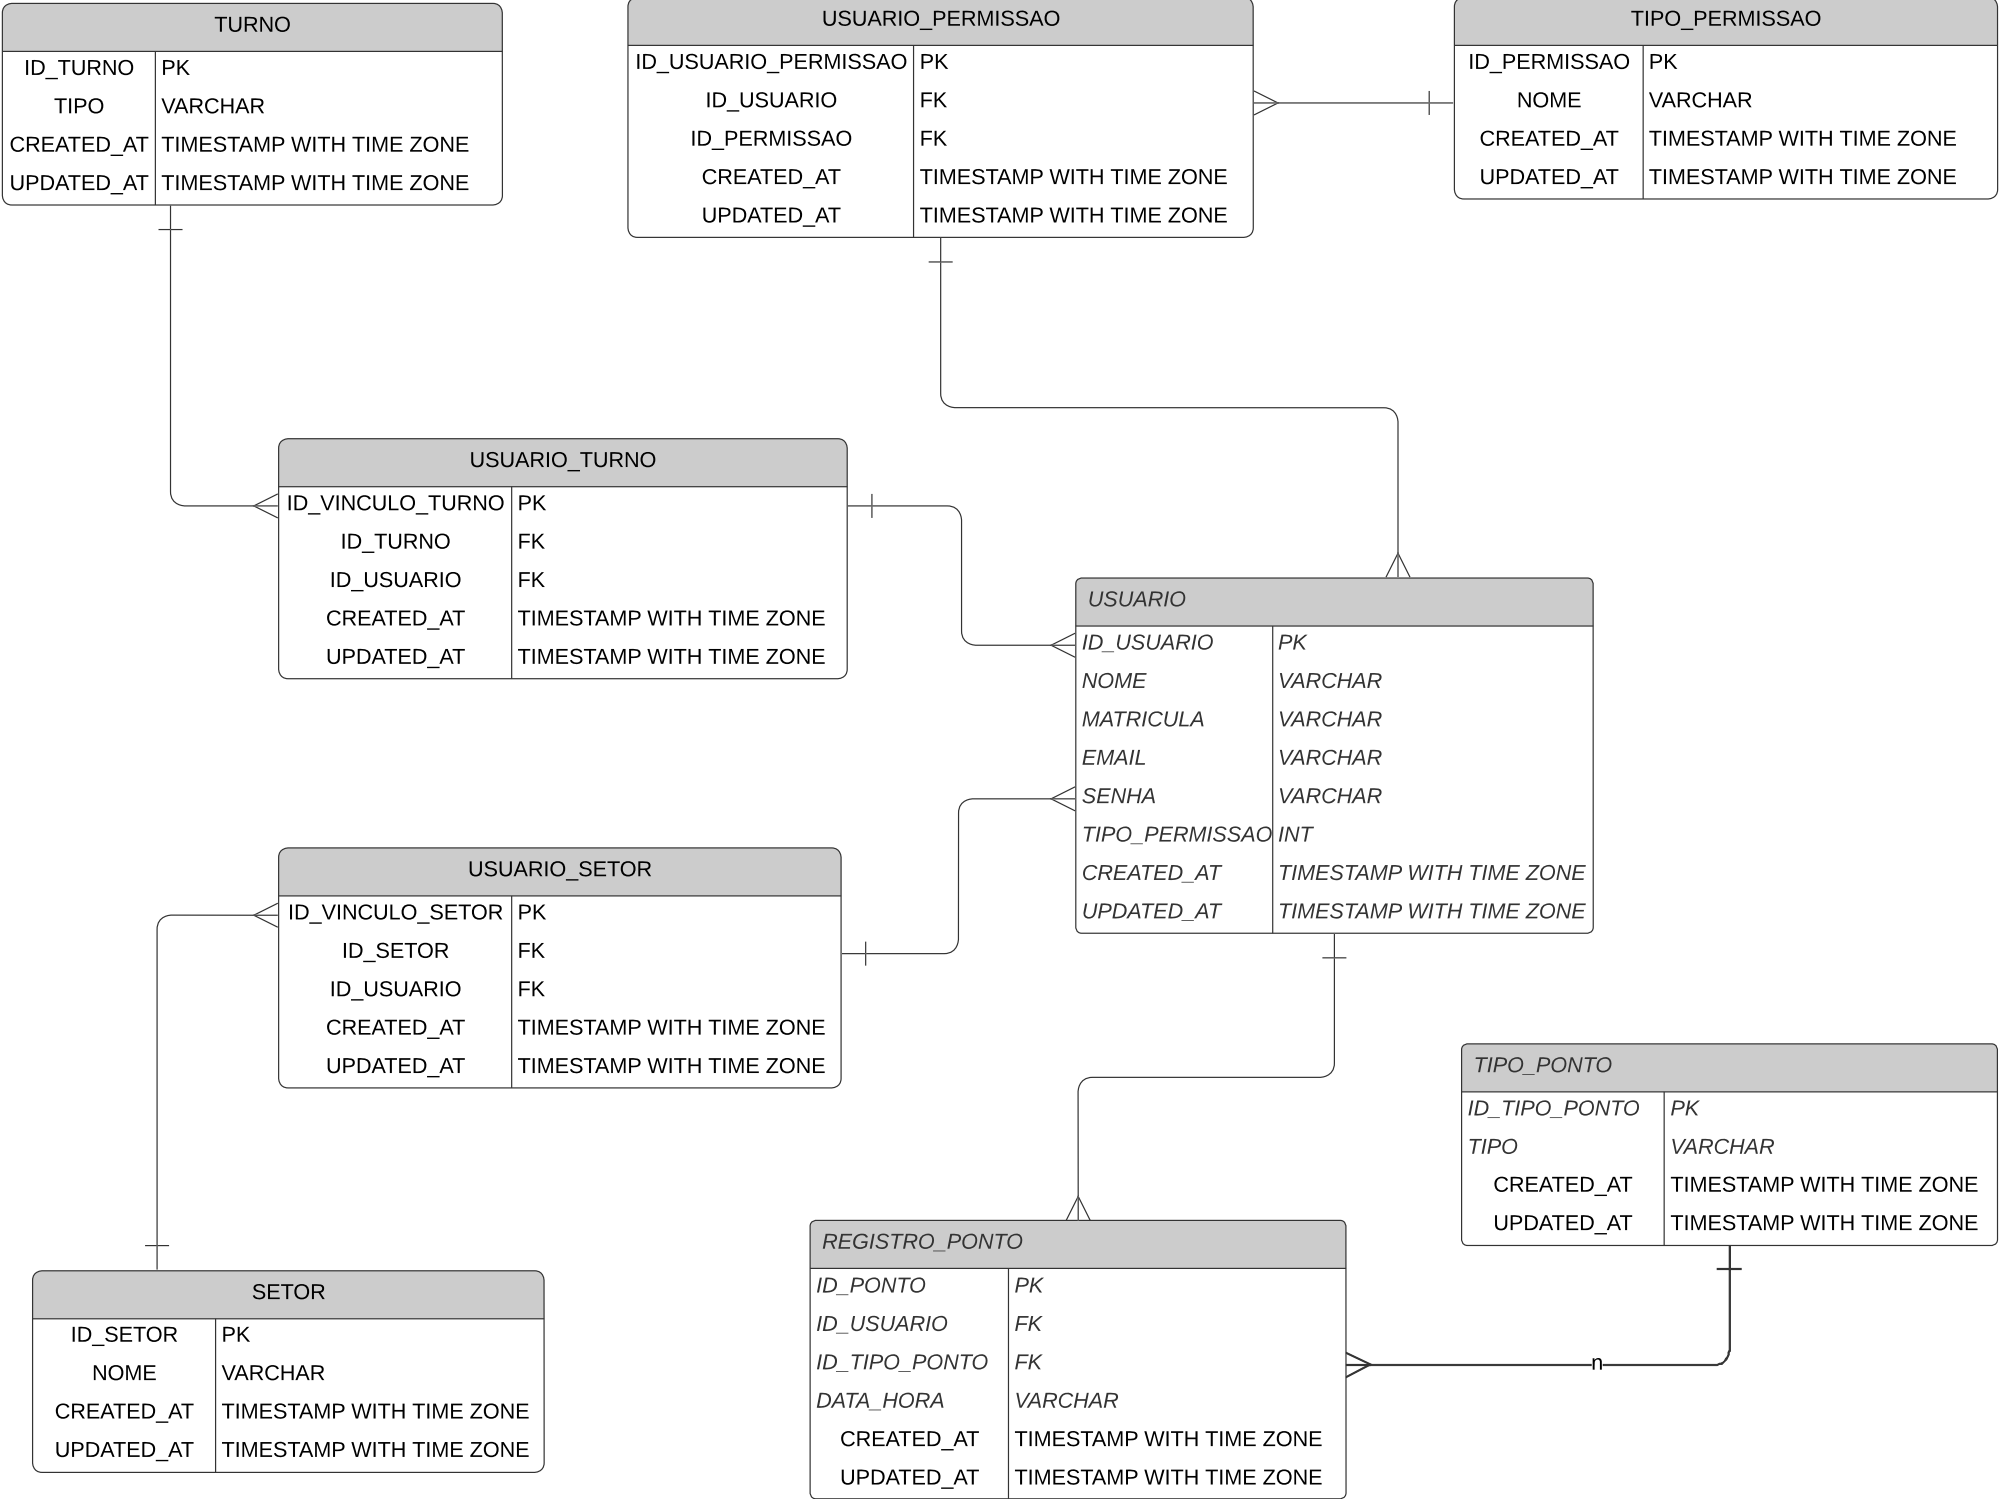 TURNO
ID_TURNO PK
TIPO VARCHAR
CREATED_AT TIMESTAMP WITH TIME ZONE
UPDATED_AT TIMESTAMP WITH TIME ZONE
USUARIO_PERMISSAO
ID_USUARIO_PERMISSAO PK
ID_USUARIO FK
ID_PERMISSAO FK
CREATED_AT TIMESTAMP WITH TIME ZONE
UPDATED_AT TIMESTAMP WITH TIME ZONE
TIPO_PERMISSAO
ID_PERMISSAO PK
NOME VARCHAR
CREATED_AT TIMESTAMP WITH TIME ZONE
UPDATED_AT TIMESTAMP WITH TIME ZONE
USUARIO_TURNO
ID_VINCULO_TURNO PK
ID_TURNO FK
ID_USUARIO FK
CREATED_AT TIMESTAMP WITH TIME ZONE
UPDATED_AT TIMESTAMP WITH TIME ZONE
USUARIO
ID_USUARIO PK
NOME VARCHAR
MATRICULA VARCHAR
EMAIL VARCHAR
SENHA VARCHAR
TIPO_PERMISSAO INT
CREATED_AT TIMESTAMP WITH TIME ZONE
UPDATED_AT TIMESTAMP WITH TIME ZONE
USUARIO_SETOR
ID_VINCULO_SETOR PK
ID_SETOR FK
ID_USUARIO FK
CREATED_AT TIMESTAMP WITH TIME ZONE
UPDATED_AT TIMESTAMP WITH TIME ZONE
TIPO_PONTO
ID_TIPO_PONTO PK
TIPO VARCHAR
CREATED_AT TIMESTAMP WITH TIME ZONE
UPDATED_AT TIMESTAMP WITH TIME ZONE
SETOR
ID_SETOR PK
NOME VARCHAR
CREATED_AT TIMESTAMP WITH TIME ZONE
UPDATED_AT TIMESTAMP WITH TIME ZONE
REGISTRO_PONTO
ID_PONTO PK
ID_USUARIO FK
ID_TIPO_PONTO FK
DATA_HORA VARCHAR
CREATED_AT TIMESTAMP WITH TIME ZONE
UPDATED_AT TIMESTAMP WITH TIME ZONE
n